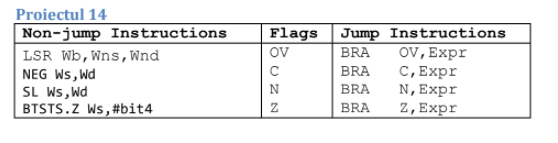 Proiectul 14
Non-jump Instructions Flags Jump Instructions
LSR Wb,Wns,Wnd OV BRA OV,Expr
NEG Ws,Wd C BRA C,Expr
SL Ws,Wd N BRA N,Expr
BTSTS.Z Ws,#bit4 Z BRA Z,Expr